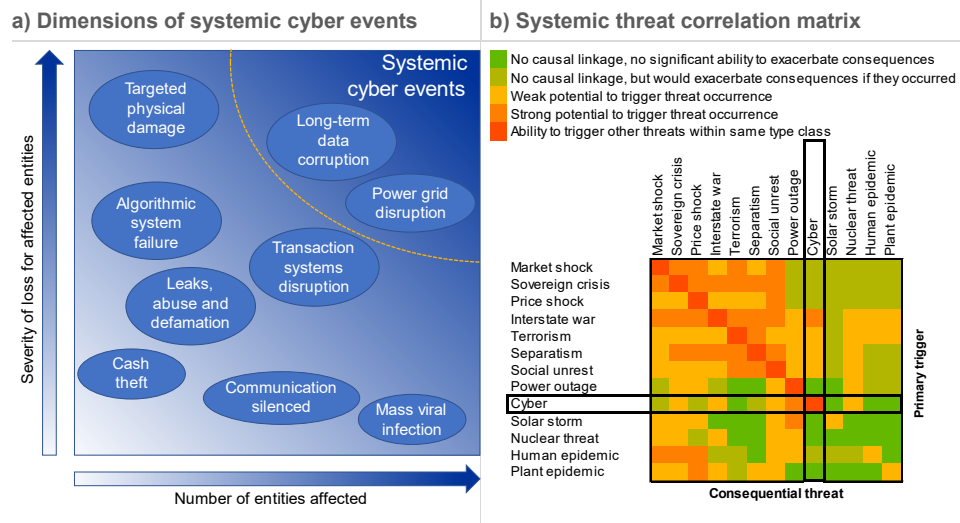 a) Dimensions of systemic cyber events
Severity of loss for affected entities
Systemic
cyber events
Targeted
physical
damage
Long-term
data
corruption
Power grid
disruption
Algorithmic
system
failure
Transaction
systems
disruption
Leaks,
abuse and
defamation
Cash
theft
Communication
silenced
Mass viral
infection
Number of entities affected
b) Systemic threat correlation matrix
No causal linkage, no significant ability to exacerbate consequences
No causal linkage, but would exacerbate consequences if they occurred
Weak potential to trigger threat occurrence
Strong potential to trigger threat occurrence
Ability to trigger other threats within same type class
Market shock
Sovereign crisis
Price shock
Interstate war
Terrorism
Separatism
Social unrest
Power outage
Cyber
Solar storm
Nuclear threat
Human epidemic
Plant epidemic
Market shock
Sovereign crisis
Price shock
Interstate war
Terrorism
Separatism
Social unrest
Power outage
Cyber
Solar storm
Nuclear threat
Human epidemic
Plant epidemic
Primary trigger
Consequential threat